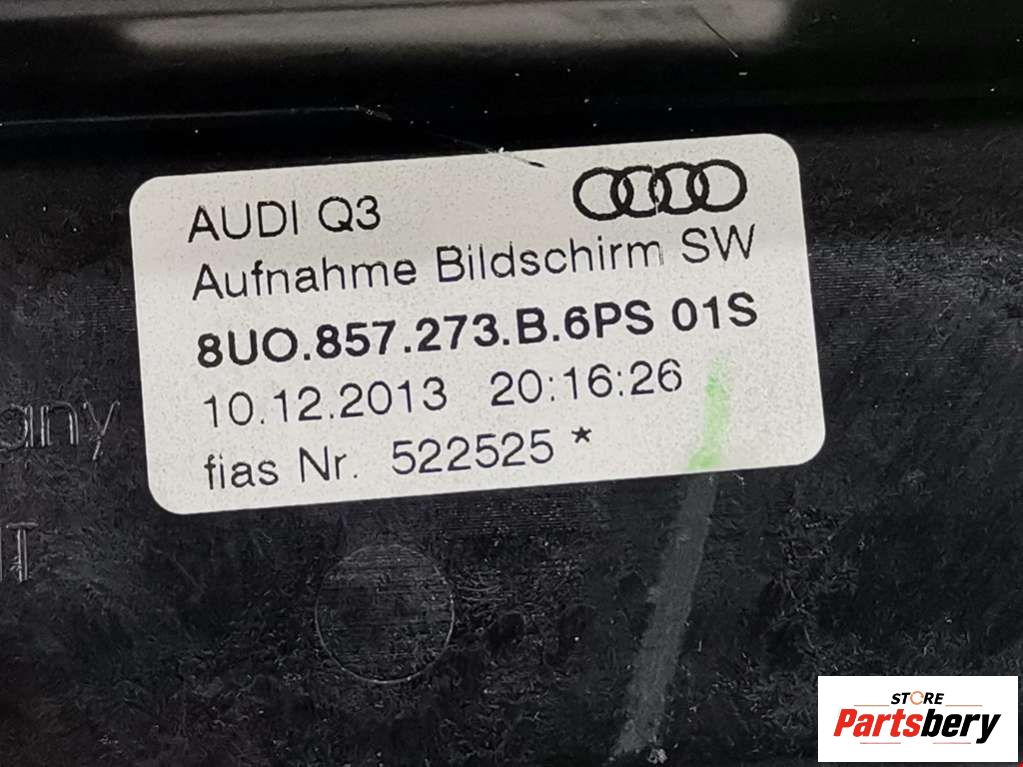 AUDI Q3
Aufnahme Bildschirm SW
8U0.857.273.B.6PS 01S
10.12.2013 20:16:26
fias Nr. 522525 *
STORE
Partsbery